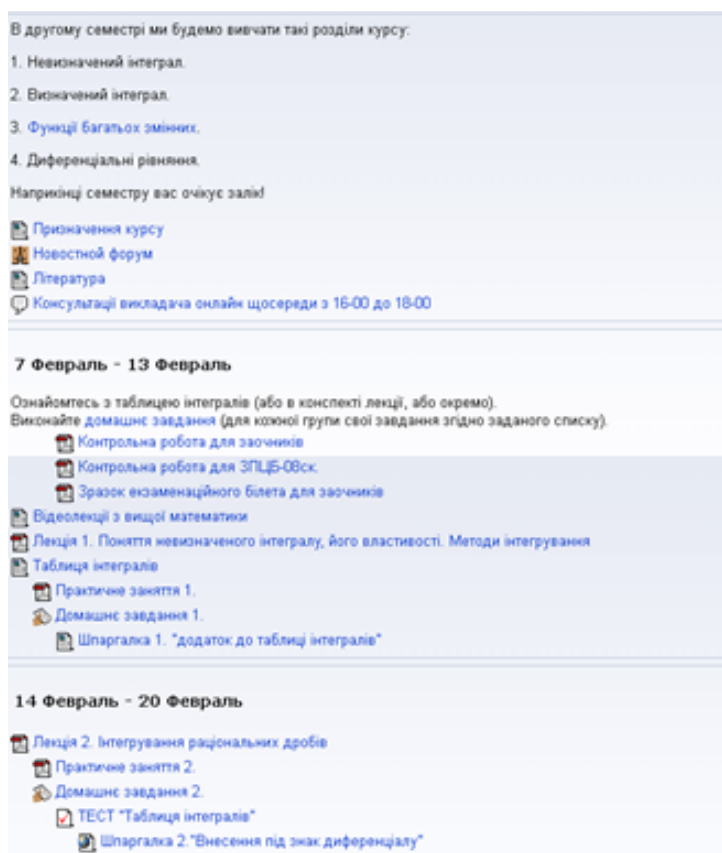 В другому семестрі ми будемо вивчати такі розділи курсу:
1. Невизначений інтеграл.
2. Визначений інтеграл.
3. Функції багатьох змінних.
4. Диференціальні рівняння.
Наприкінці семестру вас очікує залік!
Призначення курсу
Новостной форум
Література
Консультації викладача онлайн щосереди з 16-00 до 18-00
7 Февраль - 13 Февраль
Ознайомтесь з таблицею інтегралів (або в конспекті лекції, або окремо).
Виконайте домашнє завдання (для кожної групи свої завдання згідно заданого списку).
Контрольна робота для заочників
Контрольна робота для ЗПЦБ-08ск.
Зразок екзаменаційного білета для заочників
Відеолекції з вищої математики
Лекція 1. Поняття невизначеного інтегралу, його властивості. Методи інтегрування
Таблиця інтегралів
Практичне заняття 1.
Домашнє завдання 1.
Шпаргалка 1. "додаток до таблиці інтегралів"
14 Февраль - 20 Февраль
Лекція 2. Інтегрування раціональних дробів
Практичне заняття 2.
Домашнє завдання 2.
ТЕСТ "Таблиця інтегралів"
Шпаргалка 2."Внесення під знак диференціалу"